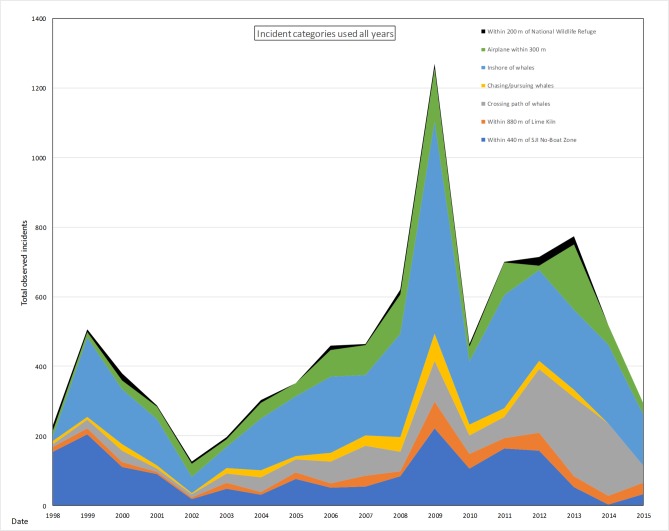 Incident categories used all years
Within 200 m of National Wildlife Refuge
Airplane within 300 m
Inshore of whales
Chasing/pursuing whales
Crossing path of whales
Within 880 m of Lime Kiln
Within 440 m of SJI No-Boat Zone
Total observed incidents
1400
1200
1000
800
600
400
200
0
1998 1999 2000 2001 2002 2003 2004 2005 2006 2007 2008 2009 2010 2011 2012 2013 2014 2015
Date